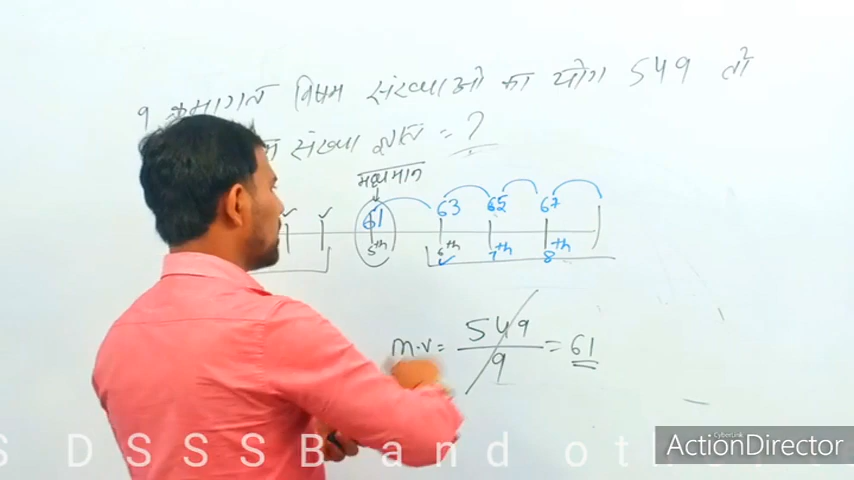 9 क्रमागत विषम संख्याओ का योग 549 तो
संख्या = ?
मध्यमान
61 63 65 67
5th 6th 7th 8th
m.v = 549/9 = 61
S D S S S B a n d o t
CyberLink
ActionDirector